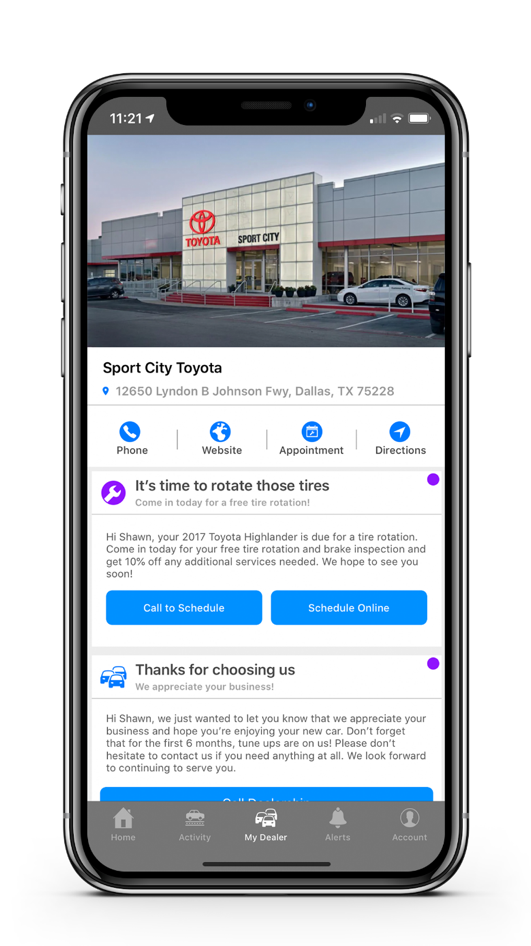 11:21
TOYOTA
SPORT CITY
Sport City Toyota
12650 Lyndon B Johnson Fwy, Dallas, TX 75228
Phone
Website
Appointment
Directions
It's time to rotate those tires
Come in today for a free tire rotation!
Hi Shawn, your 2017 Toyota Highlander is due for a tire rotation.
Come in today for your free tire rotation and brake inspection and
get 10% off any additional services needed. We hope to see you
soon!
Call to Schedule
Schedule Online
Thanks for choosing us
We appreciate your business!
Hi Shawn, we just wanted to let you know that we appreciate your
business and hope you're enjoying your new car. Don't forget
that for the first 6 months, tune ups are on us! Please don't
hesitate to contact us if you need anything at all. We look forward
to continuing to serve you.
Call Dealership
Home
Activity
My Dealer
Alerts
Account